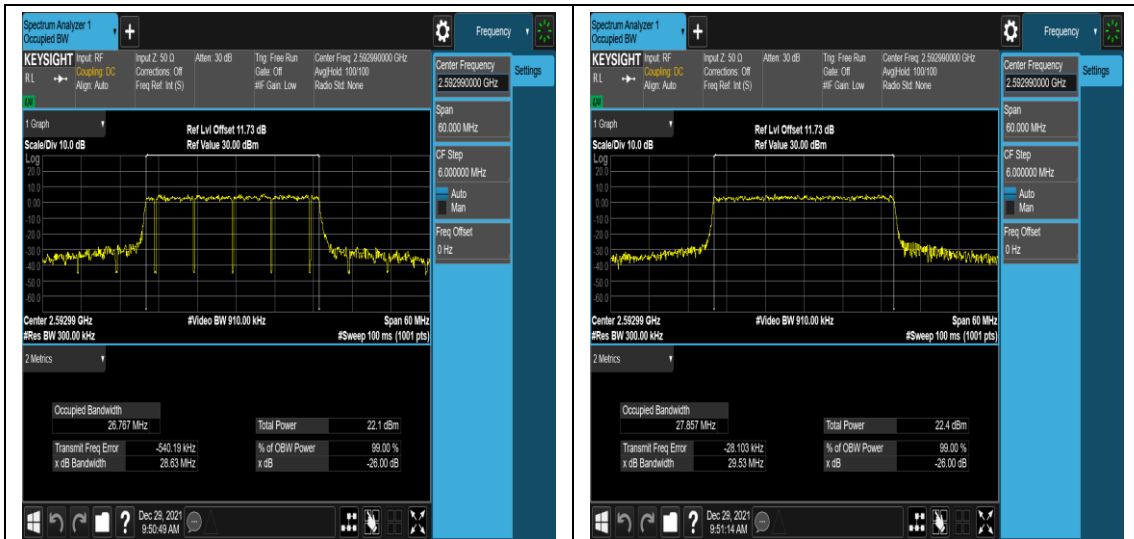 Spectrum Analyzer 1
Occupied BW
+
Frequency
KEYSIGHT
RL
Input: RF
Coupling: DC
Align: Auto
Input Z: 50 Ω
Corrections: Off
Freq Ref: Int (S)
Atten: 30 dB
Trig: Free Run
Gate: Off
#IF Gain: Low
Center Freq: 2.592990000 GHz
Avg|Hold: 100/100
Radio Std: None
Center Frequency
2.592990000 GHz
Settings
Span
60.000 MHz
CF Step
6.000000 MHz
Auto
Man
Freq Offset
0 Hz
1 Graph
Scale/Div 10.0 dB
Ref Lvl Offset 11.73 dB
Ref Value 30.00 dBm
Log
20.0
10.0
0.00
-10.0
-20.0
-30.0
-40.0
-50.0
-60.0
Center 2.59299 GHz
#Res BW 300.00 kHz
#Video BW 910.00 kHz
Span 60 MHz
#Sweep 100 ms (1001 pts)
2 Metrics
Occupied Bandwidth
26.767 MHz
Total Power 22.1 dBm
Transmit Freq Error -540.19 kHz
% of OBW Power 99.00 %
x dB Bandwidth 28.63 MHz
x dB -26.00 dB
?
Dec 29, 2021
9:50:49 AM
Spectrum Analyzer 1
Occupied BW
+
Frequency
KEYSIGHT
RL
Input: RF
Coupling: DC
Align: Auto
Input Z: 50 Ω
Corrections: Off
Freq Ref: Int (S)
Atten: 30 dB
Trig: Free Run
Gate: Off
#IF Gain: Low
Center Freq: 2.592990000 GHz
Avg|Hold: 100/100
Radio Std: None
Center Frequency
2.592990000 GHz
Settings
Span
60.000 MHz
CF Step
6.000000 MHz
Auto
Man
Freq Offset
0 Hz
1 Graph
Scale/Div 10.0 dB
Ref Lvl Offset 11.73 dB
Ref Value 30.00 dBm
Log
20.0
10.0
0.00
-10.0
-20.0
-30.0
-40.0
-50.0
-60.0
Center 2.59299 GHz
#Res BW 300.00 kHz
#Video BW 910.00 kHz
Span 60 MHz
#Sweep 100 ms (1001 pts)
2 Metrics
Occupied Bandwidth
27.857 MHz
Total Power 22.4 dBm
Transmit Freq Error -28.103 kHz
% of OBW Power 99.00 %
x dB Bandwidth 29.53 MHz
x dB -26.00 dB
?
Dec 29, 2021
9:51:14 AM